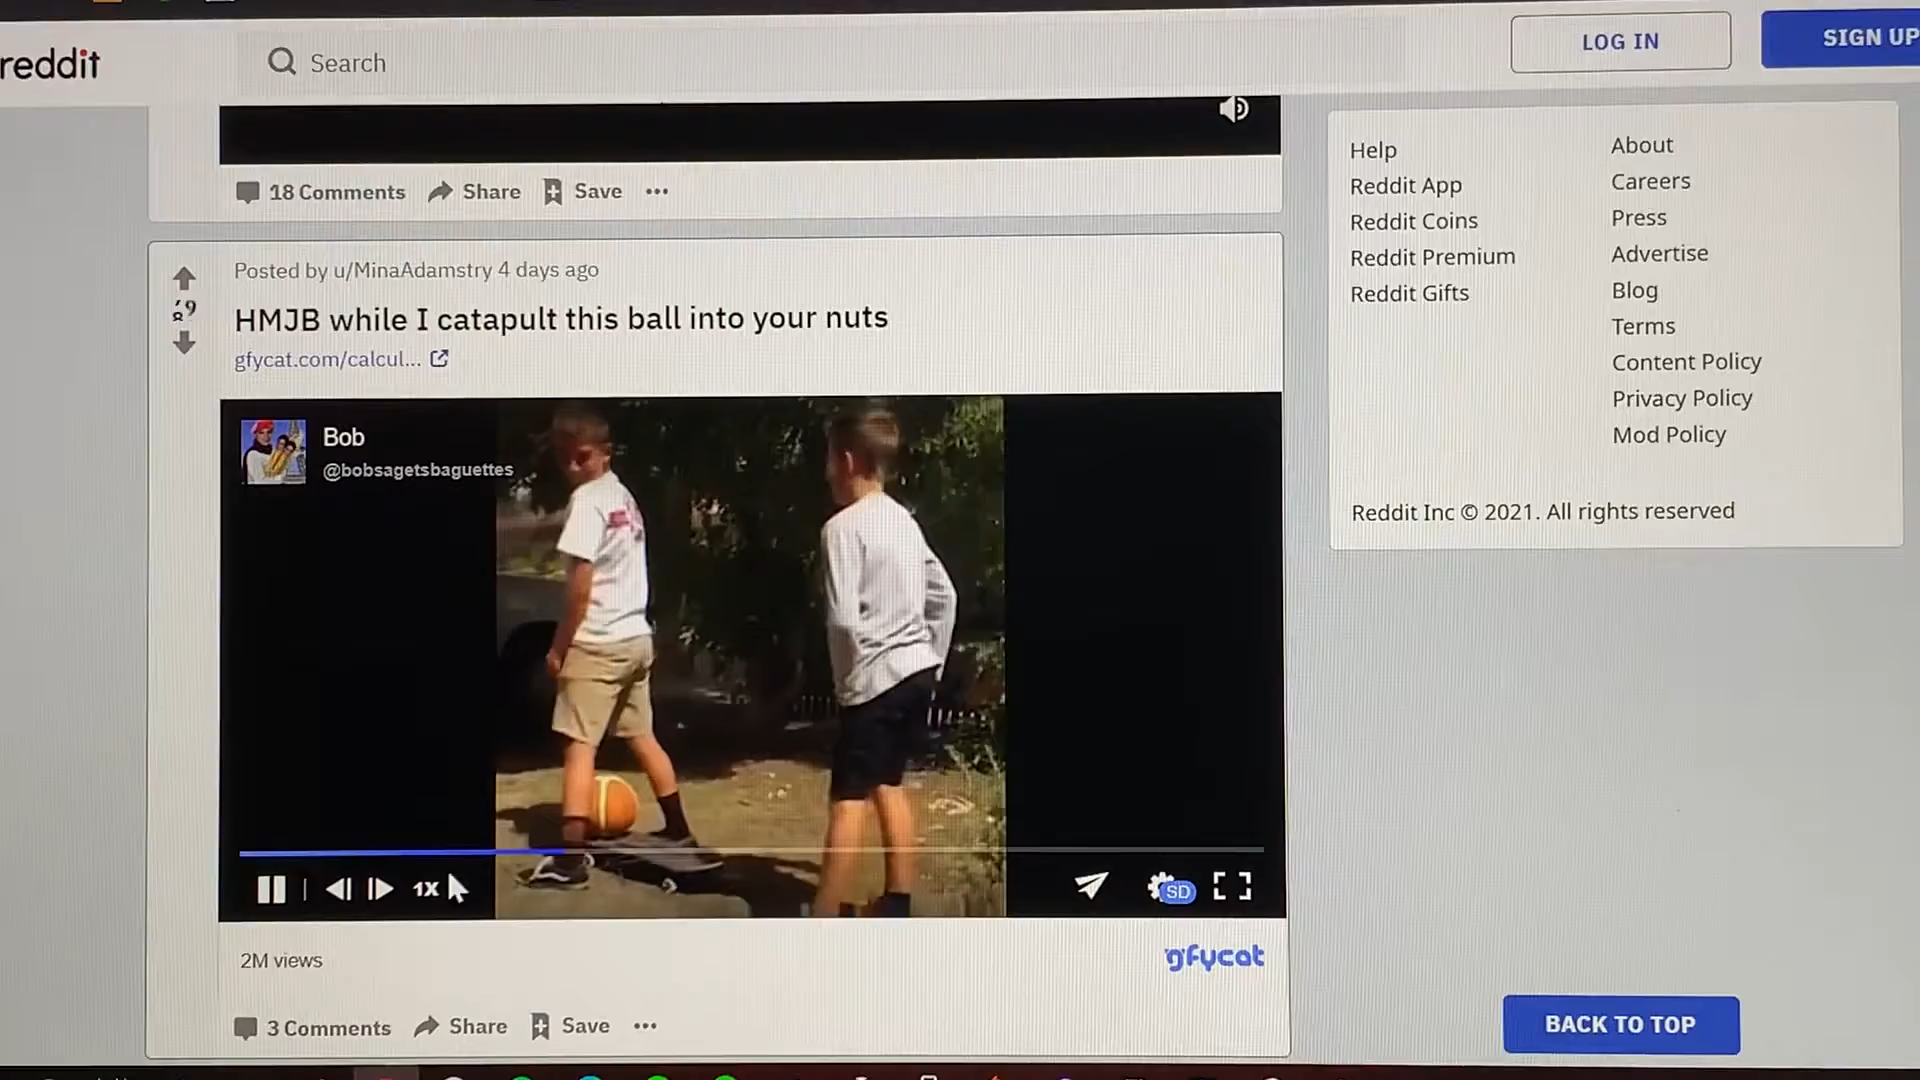 reddit
Search
LOG IN
SIGN UP
18 Comments
Share
Save
Help
Reddit App
Reddit Coins
Reddit Premium
Reddit Gifts
About
Careers
Press
Advertise
Blog
Terms
Content Policy
Privacy Policy
Mod Policy
Reddit Inc © 2021. All rights reserved
Posted by u/MinaAdamstry 4 days ago
HMJB while I catapult this ball into your nuts
gfycat.com/calcul...
Bob
@bobsagetsbaguettes
1X
SD
2M views
gfycat
3 Comments
Share
Save
BACK TO TOP